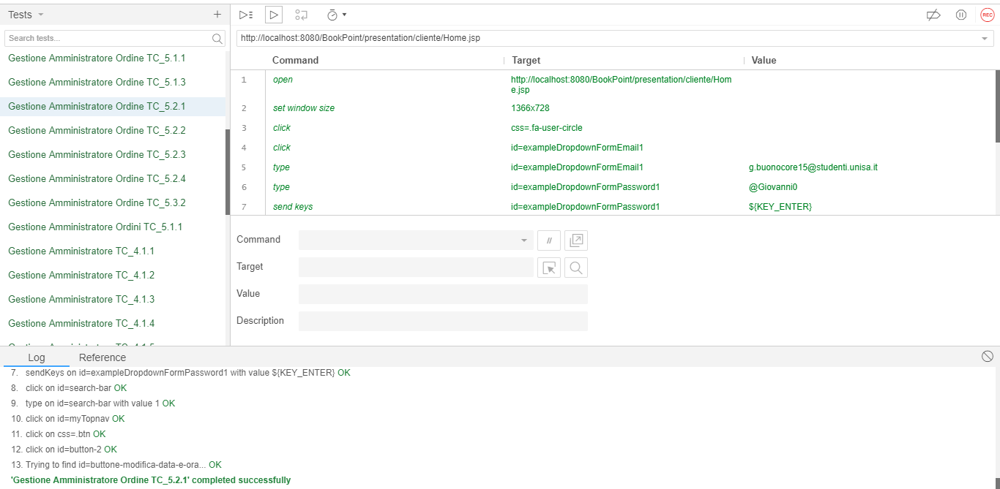 Tests
Search tests...
Gestione Amministratore Ordine TC_5.1.1
Gestione Amministratore Ordine TC_5.1.3
Gestione Amministratore Ordine TC_5.2.1
Gestione Amministratore Ordine TC_5.2.2
Gestione Amministratore Ordine TC_5.2.3
Gestione Amministratore Ordine TC_5.2.4
Gestione Amministratore Ordine TC_5.3.2
Gestione Amministratore Ordini TC_5.1.1
Gestione Amministratore TC_4.1.1
Gestione Amministratore TC_4.1.2
Gestione Amministratore TC_4.1.3
Gestione Amministratore TC_4.1.4
REC
http://localhost:8080/BookPoint/presentation/cliente/Home.jsp
Command Target Value
1 open http://localhost:8080/BookPoint/presentation/cliente/Hom
e.jsp
2 set window size 1366x728
3 click css=.fa-user-circle
4 click id=exampleDropdownFormEmail1
5 type id=exampleDropdownFormEmail1 g.buonocore15@studenti.unisa.it
6 type id=exampleDropdownFormPassword1 @Giovanni0
7 send keys id=exampleDropdownFormPassword1 ${KEY_ENTER}
Command //
Target
Value
Description
Log Reference
7. sendKeys on id=exampleDropdownFormPassword1 with value ${KEY_ENTER} OK
8. click on id=search-bar OK
9. type on id=search-bar with value 1 OK
10. click on id=myTopnav OK
11. click on css=.btn OK
12. click on id=button-2 OK
13. Trying to find id=buttone-modifica-data-e-ora... OK
'Gestione Amministratore Ordine TC_5.2.1' completed successfully